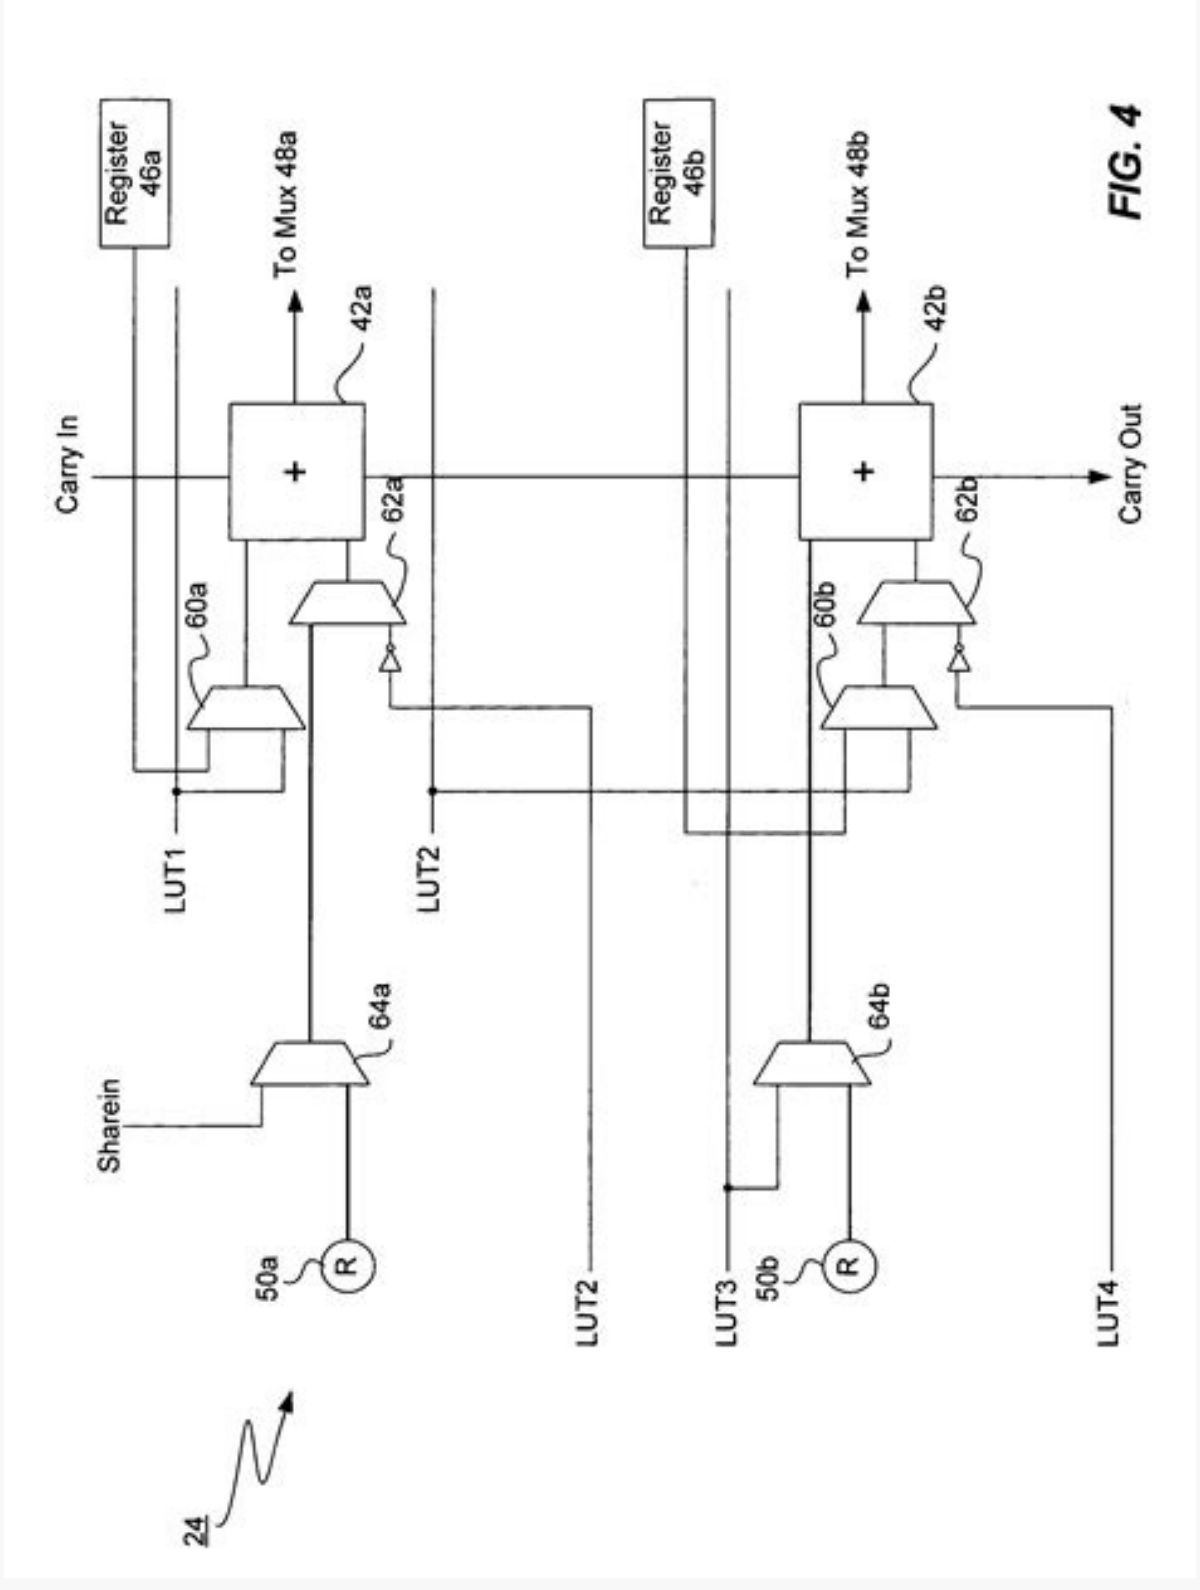 Carry In
Register
46a
LUT1
60a
To Mux 48a
+
42a
62a
Sharein
64a
50a
R
LUT2
LUT2
Register
46b
LUT3
60b
To Mux 48b
+
42b
62b
64b
50b
R
LUT4
Carry Out
24
FIG. 4